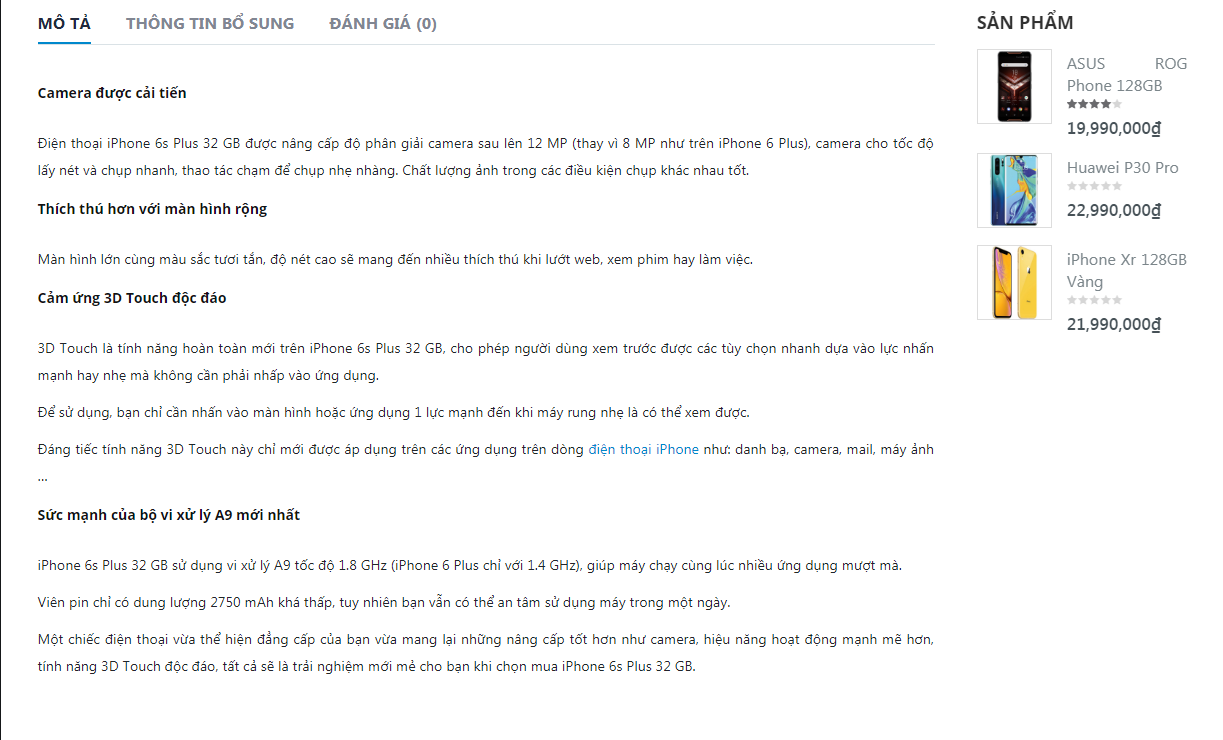 MÔ TẢ THÔNG TIN BỔ SUNG ĐÁNH GIÁ (0)
Camera được cải tiến
Điện thoại iPhone 6s Plus 32 GB được nâng cấp độ phân giải camera sau lên 12 MP (thay vì 8 MP như trên iPhone 6 Plus), camera cho tốc độ
lấy nét và chụp nhanh, thao tác chạm để chụp nhẹ nhàng. Chất lượng ảnh trong các điều kiện chụp khác nhau tốt.
Thích thú hơn với màn hình rộng
Màn hình lớn cùng màu sắc tươi tắn, độ nét cao sẽ mang đến nhiều thích thú khi lướt web, xem phim hay làm việc.
Cảm ứng 3D Touch độc đáo
3D Touch là tính năng hoàn toàn mới trên iPhone 6s Plus 32 GB, cho phép người dùng xem trước được các tùy chọn nhanh dựa vào lực nhấn
mạnh hay nhẹ mà không cần phải nhấp vào ứng dụng.
Để sử dụng, bạn chỉ cần nhấn vào màn hình hoặc ứng dụng 1 lực mạnh đến khi máy rung nhẹ là có thể xem được.
Đáng tiếc tính năng 3D Touch này chỉ mới được áp dụng trên các ứng dụng trên dòng điện thoại iPhone như: danh bạ, camera, mail, máy ảnh
...
Sức mạnh của bộ vi xử lý A9 mới nhất
iPhone 6s Plus 32 GB sử dụng vi xử lý A9 tốc độ 1.8 GHz (iPhone 6 Plus chỉ với 1.4 GHz), giúp máy chạy cùng lúc nhiều ứng dụng mượt mà.
Viên pin chỉ có dung lượng 2750 mAh khá thấp, tuy nhiên bạn vẫn có thể an tâm sử dụng máy trong một ngày.
Một chiếc điện thoại vừa thể hiện đẳng cấp của bạn vừa mang lại những nâng cấp tốt hơn như camera, hiệu năng hoạt động mạnh mẽ hơn,
tính năng 3D Touch độc đáo, tất cả sẽ là trải nghiệm mới mẻ cho bạn khi chọn mua iPhone 6s Plus 32 GB.
SẢN PHẨM
ASUS ROG
Phone 128GB
19,990,000₫
Huawei P30 Pro
22,990,000₫
iPhone Xr 128GB
Vàng
21,990,000₫